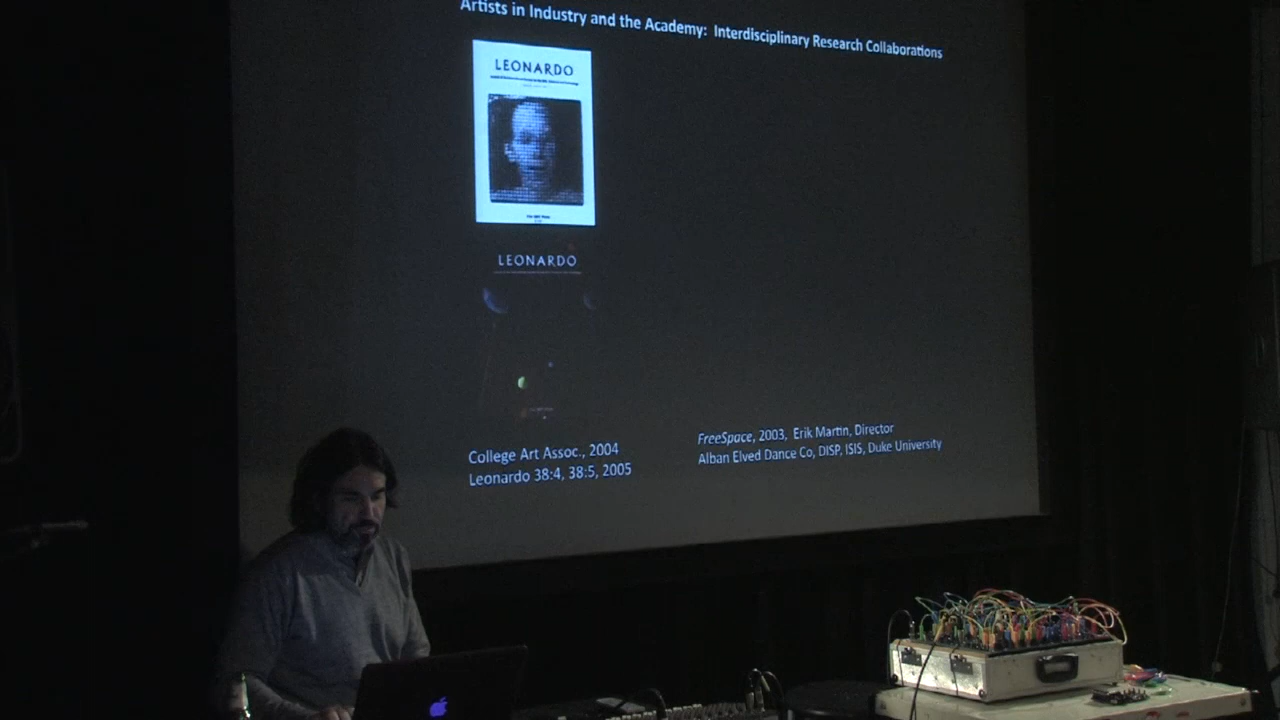 Artists in Industry and the Academy: Interdisciplinary Research Collaborations
LEONARDO
LEONARDO
College Art Assoc., 2004
Leonardo 38:4, 38:5, 2005
FreeSpace, 2003, Erik Martin, Director
Alban Elved Dance Co, DISP, ISIS, Duke University